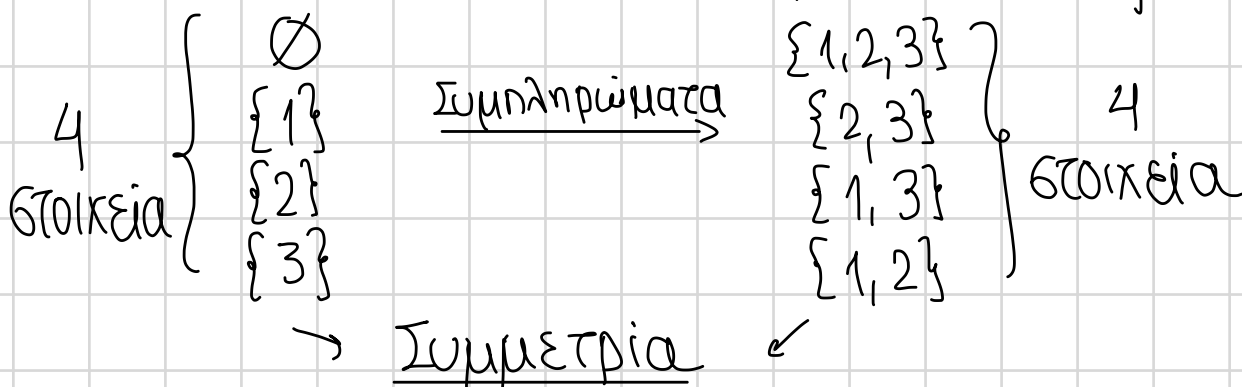 ∅ {1,2,3}
{1} Συμπληρώματα {2,3} 4
4 {2} {1,3} στοιχεία
στοιχεία {3} {1,2}
Συμμετρία